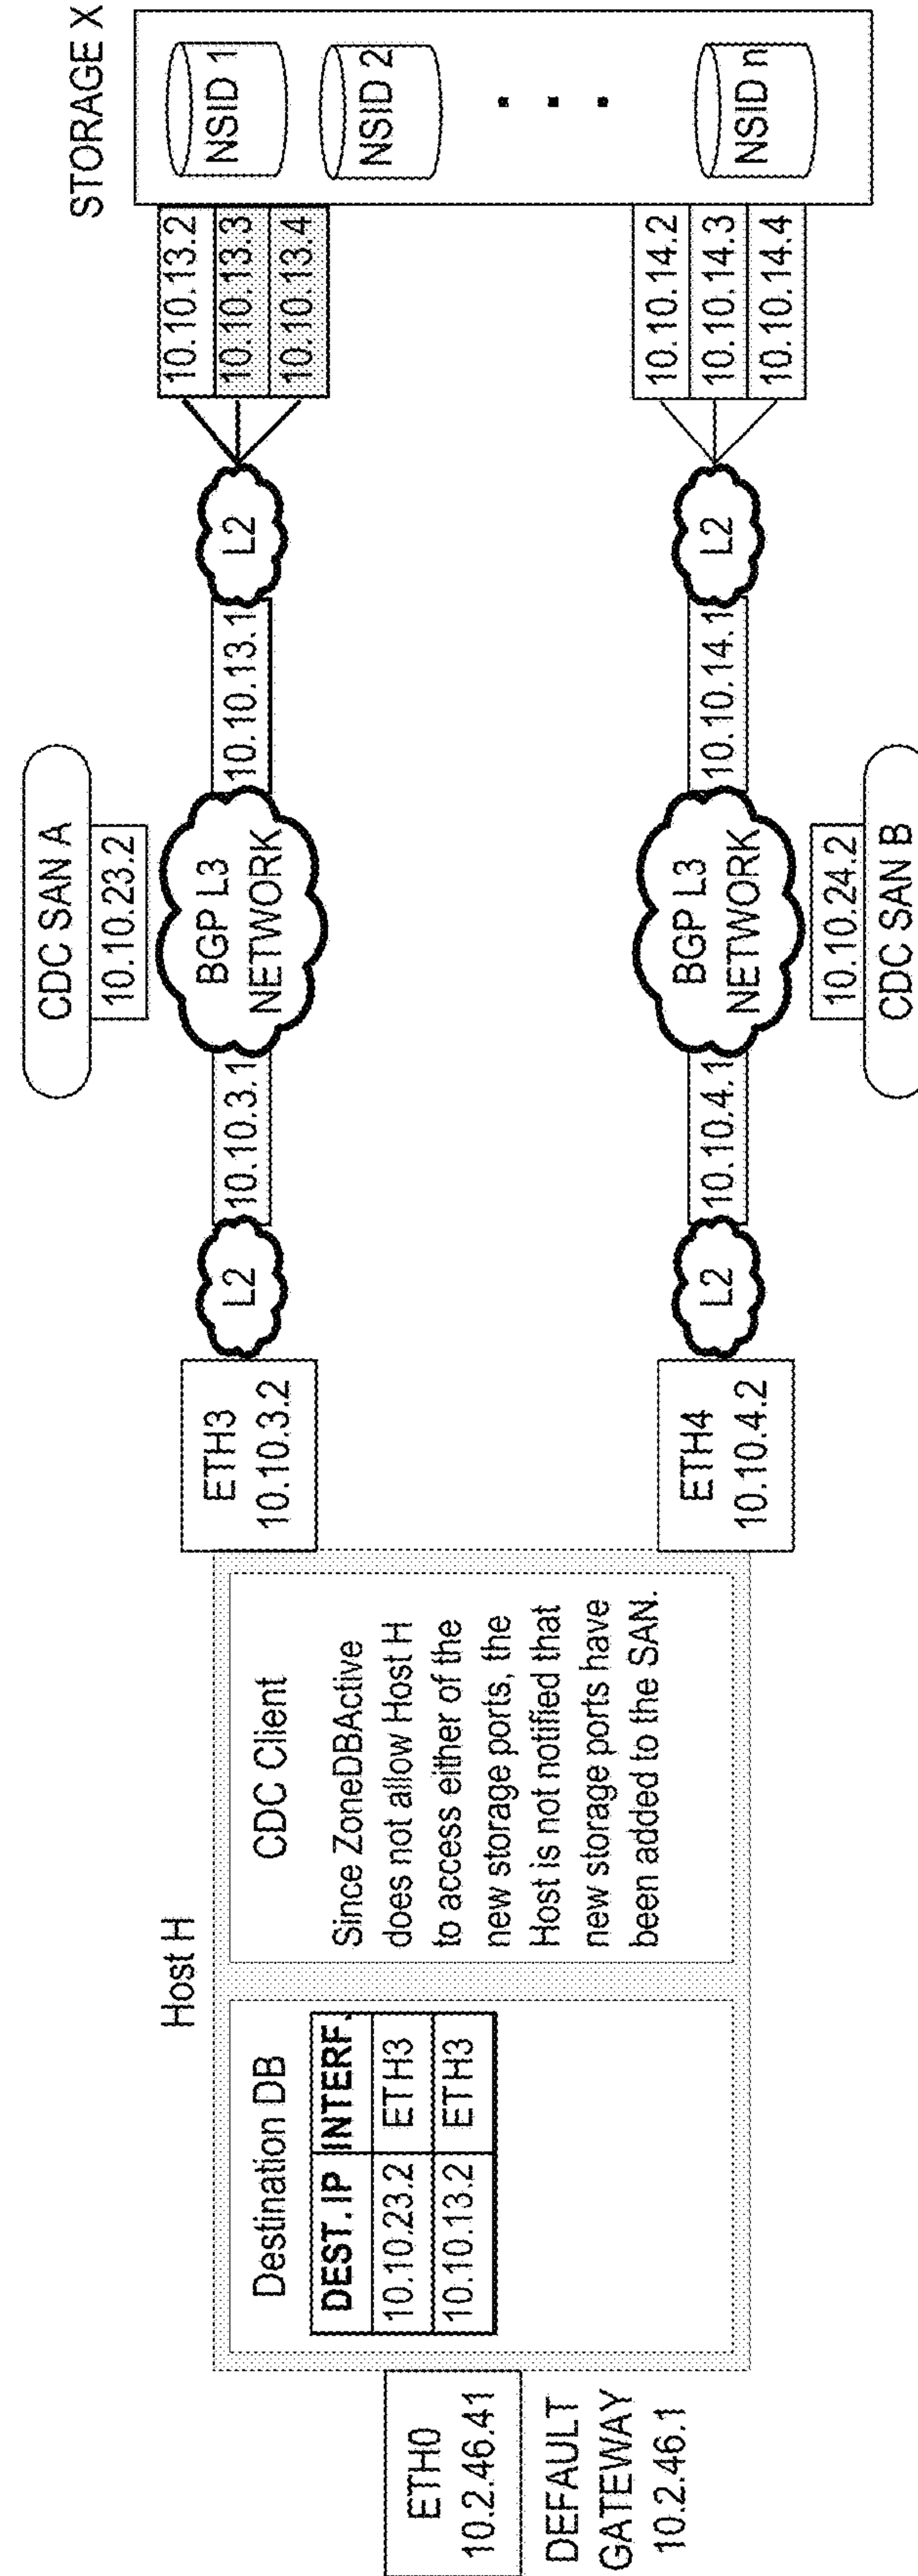 Host H
ETH0
10.2.46.41
DEFAULT
GATEWAY
10.2.46.1
Destination DB
DEST. IP INTERF.
10.10.23.2 ETH3
10.10.13.2 ETH3
CDC Client
Since ZoneDBActive
does not allow Host H
to access either of the
new storage ports, the
Host is not notified that
new storage ports have
been added to the SAN.
ETH3
10.10.3.2
L2
10.10.3.1
CDC SAN A
10.10.23.2
BGP L3
NETWORK
10.10.13.1
L2
10.10.13.2
10.10.13.3
10.10.13.4
ETH4
10.10.4.2
L2
10.10.4.1
BGP L3
NETWORK
10.10.24.2
CDC SAN B
10.10.14.1
L2
10.10.14.2
10.10.14.3
10.10.14.4
STORAGE X
NSID 1
NSID 2
NSID n